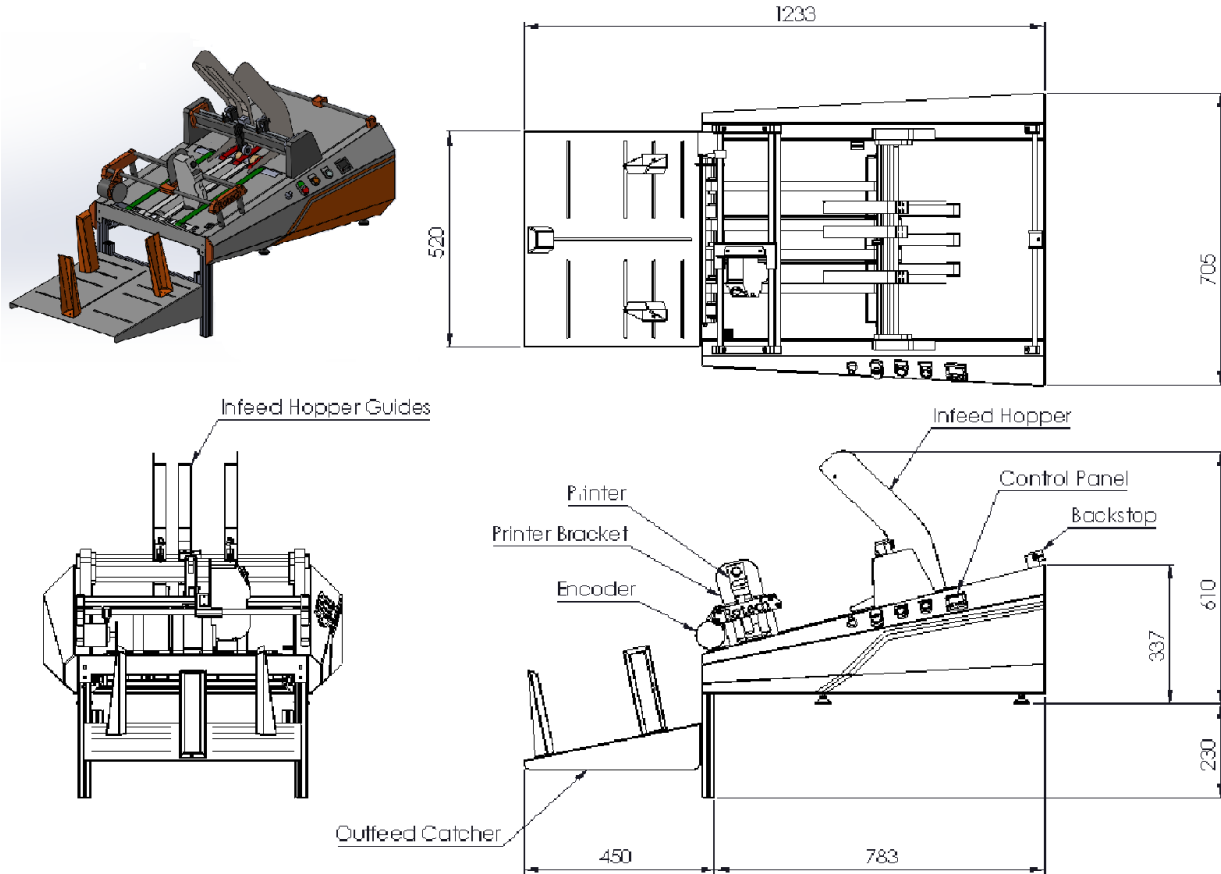 1233
520
705
Infeed Hopper Guides
Infeed Hopper
Control Panel
Printer
Backstop
Printer Bracket
Encoder
610
337
230
Outfeed Catcher
450
783